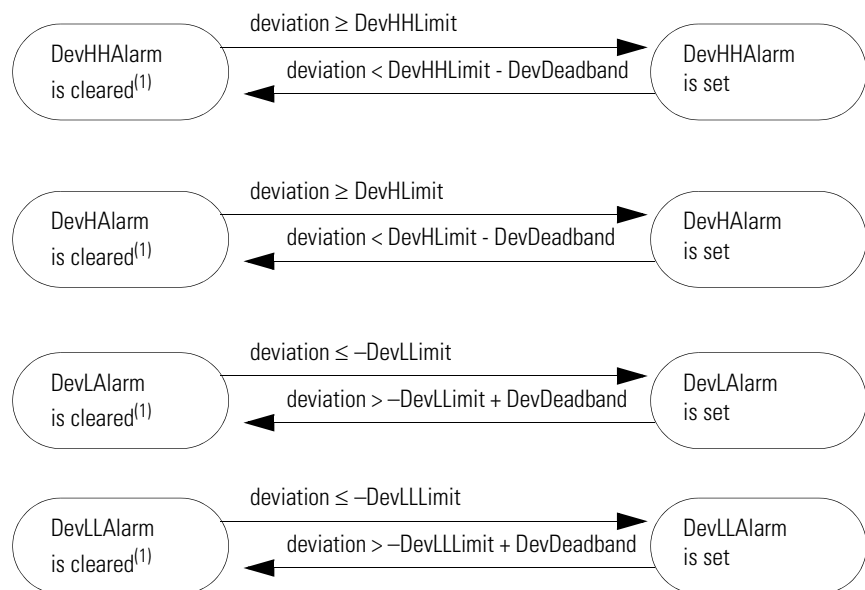 deviation ≥ DevHHLimit
DevHHAlarm
is cleared(1)
deviation < DevHHLimit - DevDeadband
DevHHAlarm
is set
deviation ≥ DevHLimit
DevHAlarm
is cleared(1)
deviation < DevHLimit - DevDeadband
DevHAlarm
is set
deviation ≤ –DevLLimit
DevLAlarm
is cleared(1)
deviation > –DevLLimit + DevDeadband
DevLAlarm
is set
deviation ≤ –DevLLLimit
DevLLAlarm
is cleared(1)
deviation > –DevLLLimit + DevDeadband
DevLLAlarm
is set